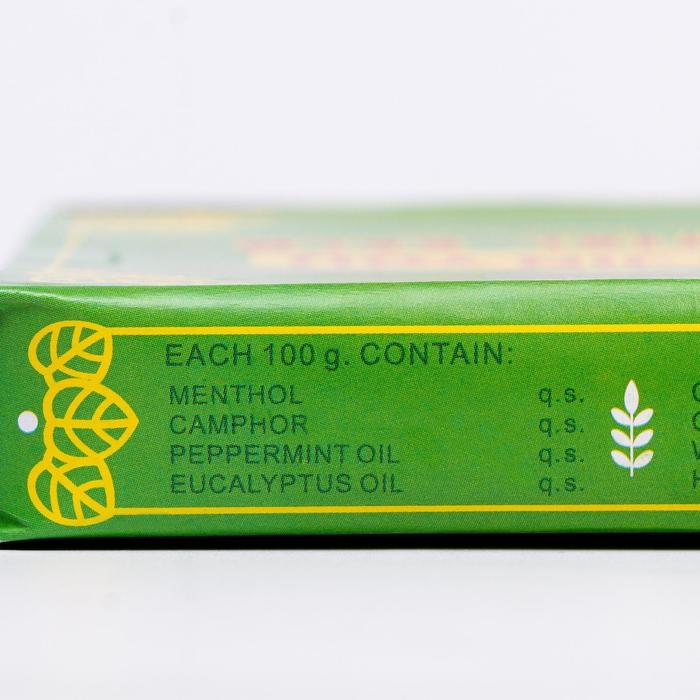 EACH 100 g. CONTAIN:
MENTHOL q.s.
CAMPHOR q.s.
PEPPERMINT OIL q.s.
EUCALYPTUS OIL q.s.